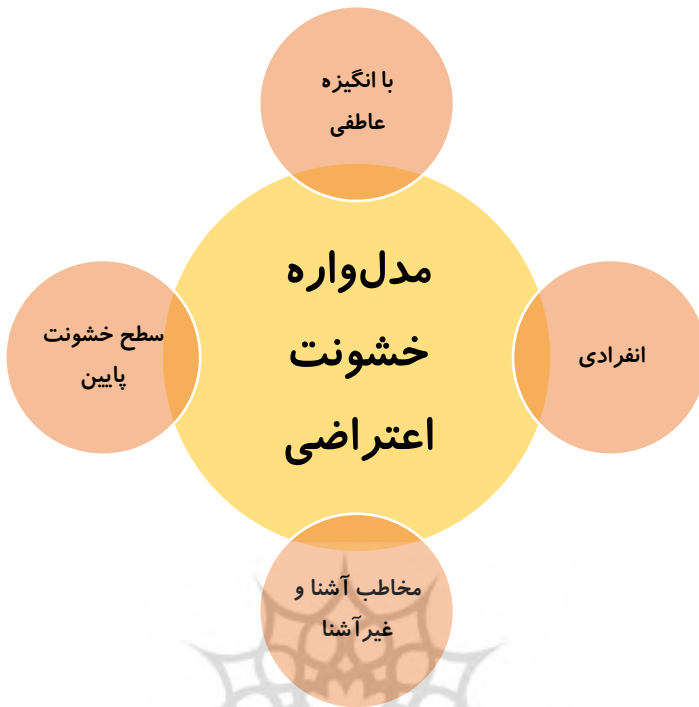 با انگیزه
عاطفی
مدل‌واره
خشونت
اعتراضی
انفرادی
سطح خشونت
پایین
مخاطب آشنا و
غیرآشنا